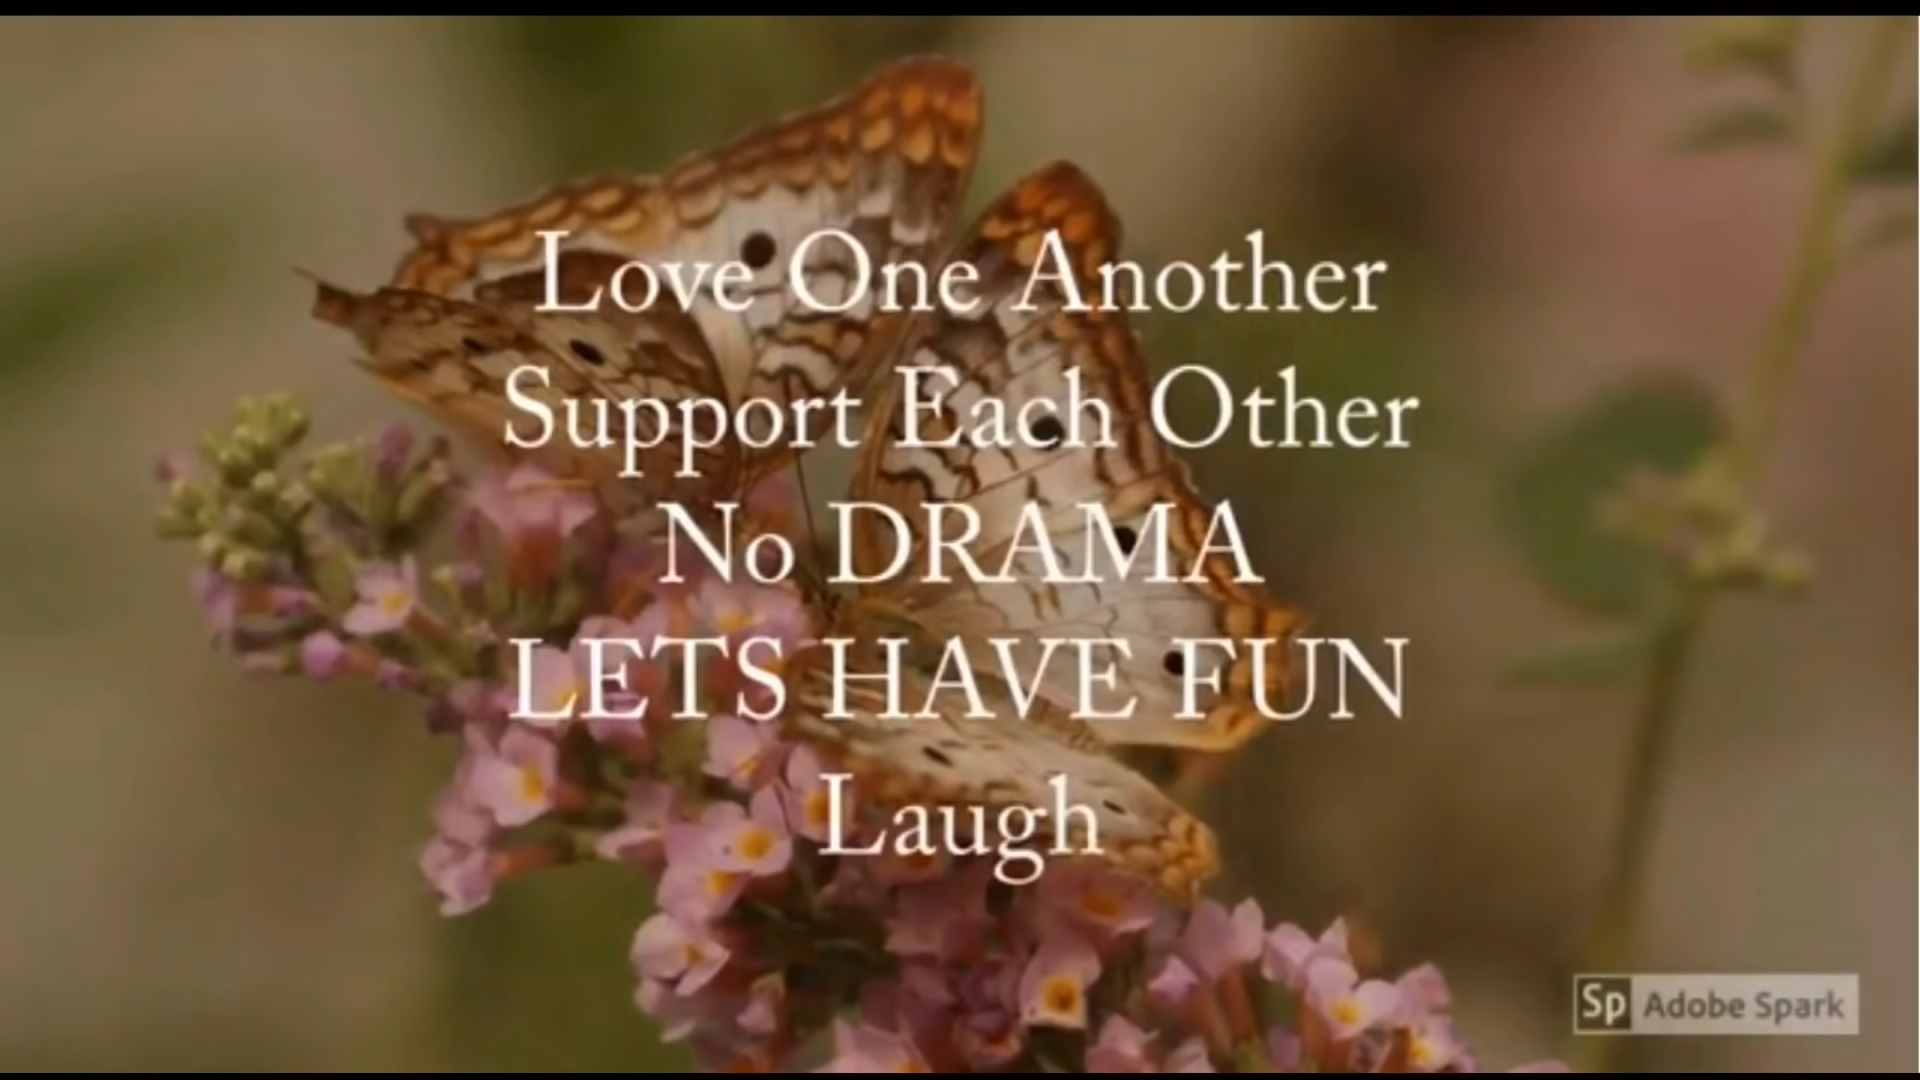 Love One Another
Support Each Other
No DRAMA
LETS HAVE FUN
Laugh
Sp Adobe Spark